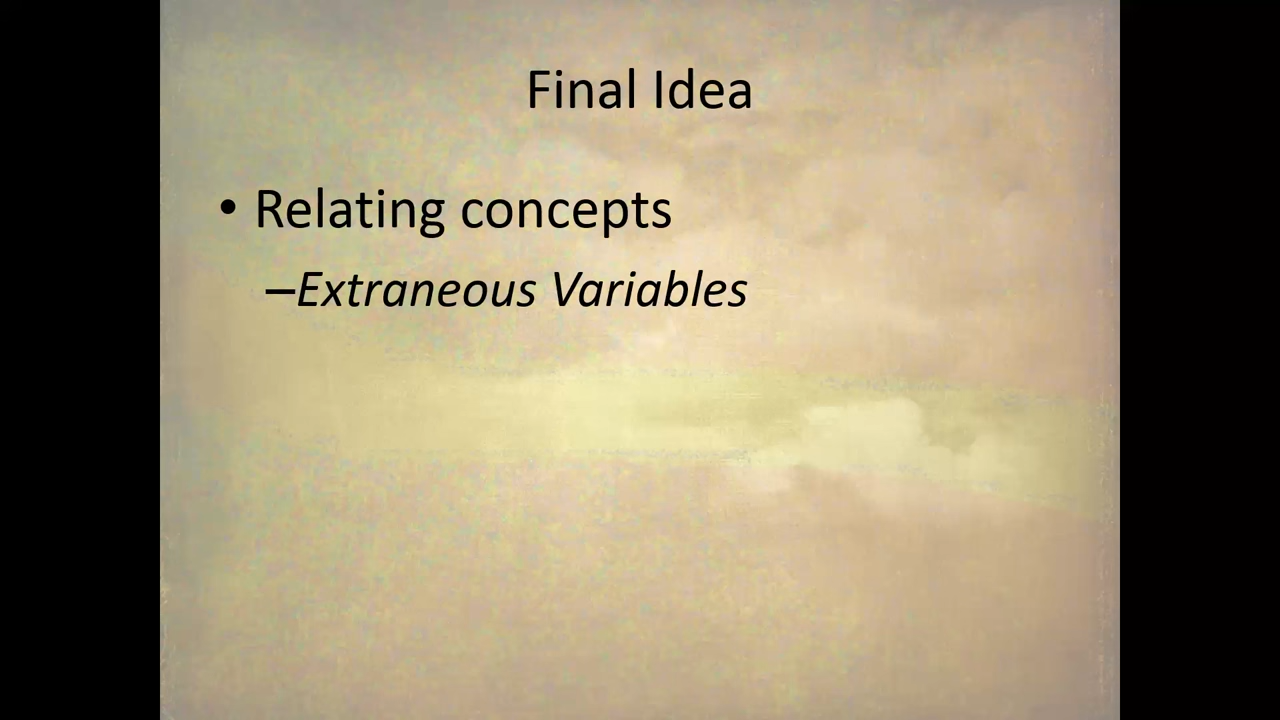 Final Idea
• Relating concepts
–Extraneous Variables